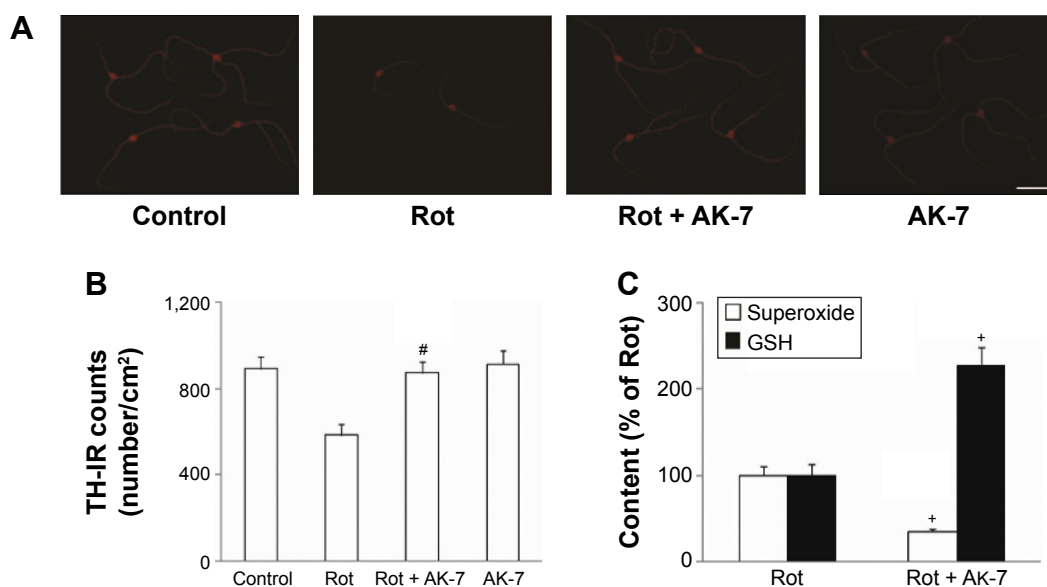 A
Control
Rot
Rot + AK-7
AK-7
B
TH-IR counts
(number/cm²)
1,200
800
400
0
#
Control
Rot
Rot + AK-7
AK-7
C
Content (% of Rot)
300
200
100
0
Superoxide
GSH
+
+
Rot
Rot + AK-7